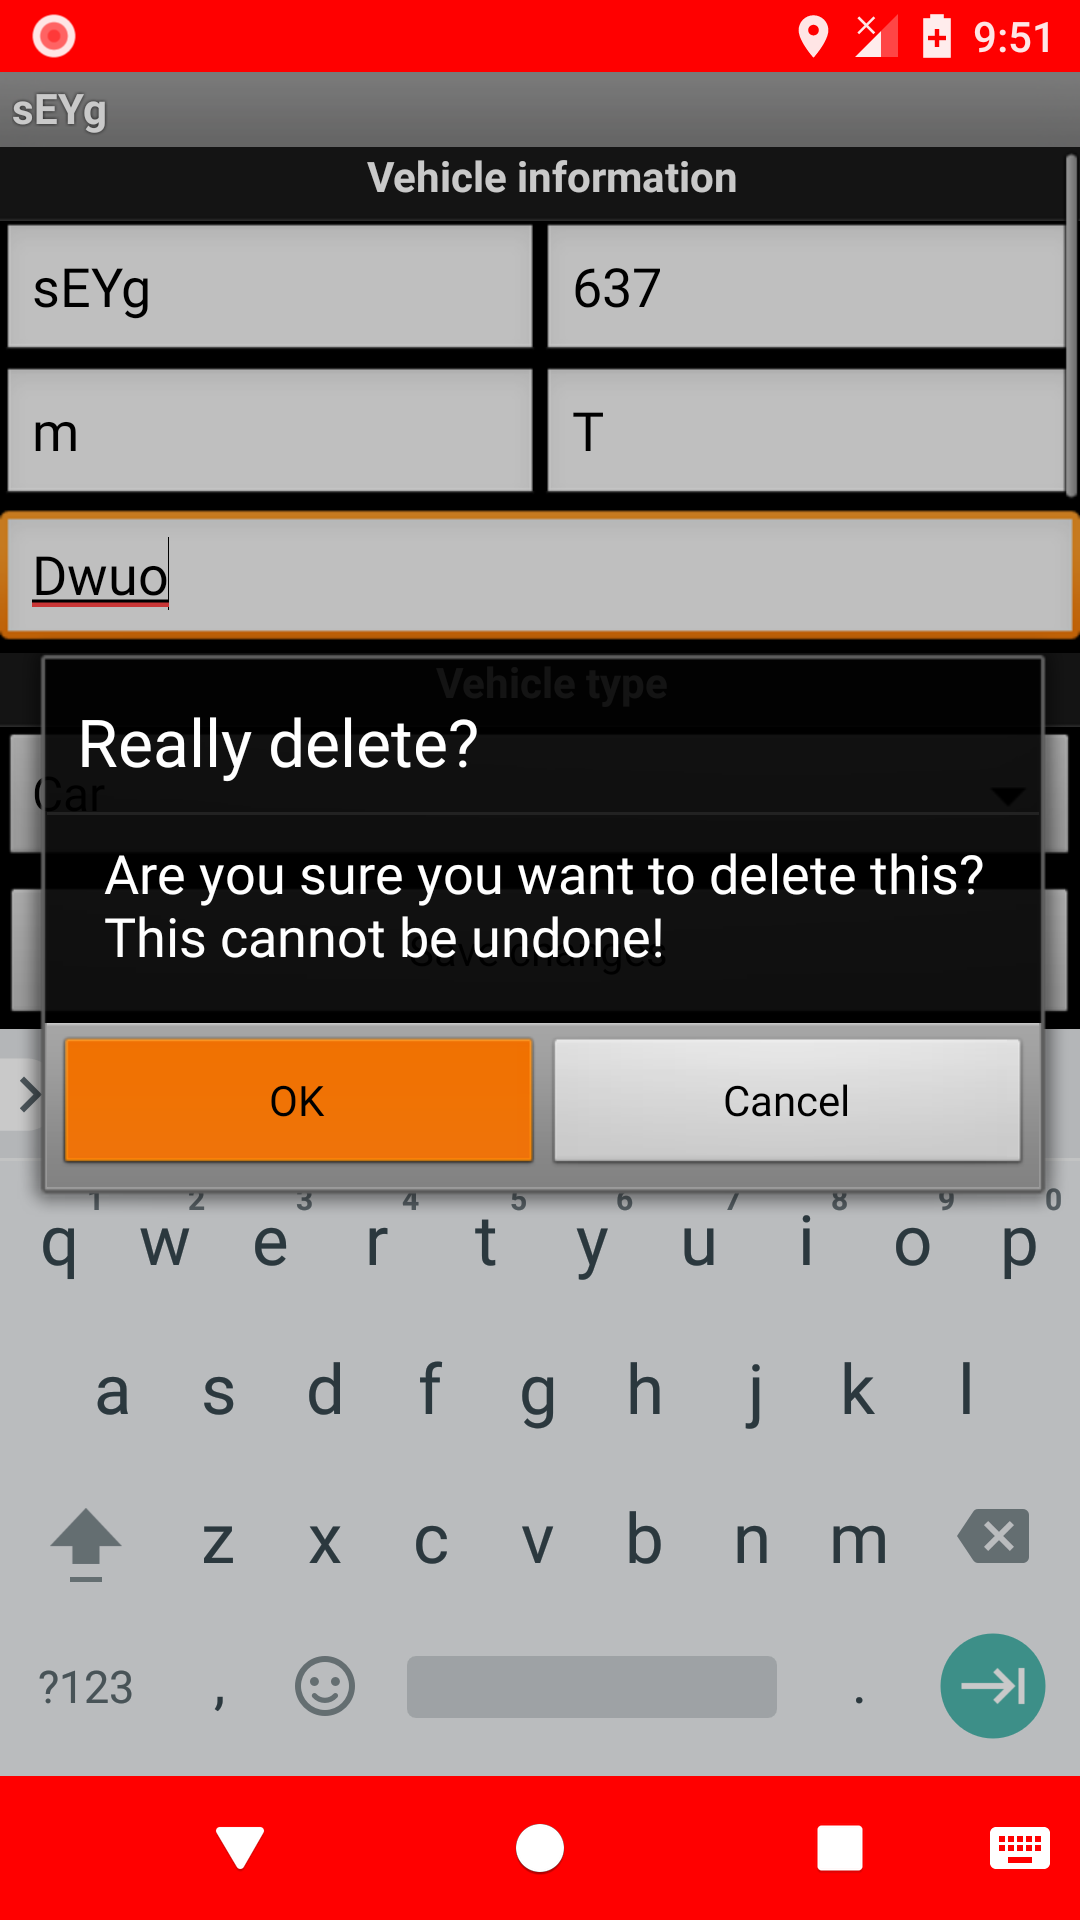 9:51
sEYg
Vehicle information
sEYg 637
m T
Dwuo
Vehicle type
Really delete?
Car
Are you sure you want to delete this?
This cannot be undone!
Save changes
OK Cancel
1 2 3 4 5 6 7 8 9 0
q w e r t y u i o p
a s d f g h j k l
z x c v b n m
?123 , .